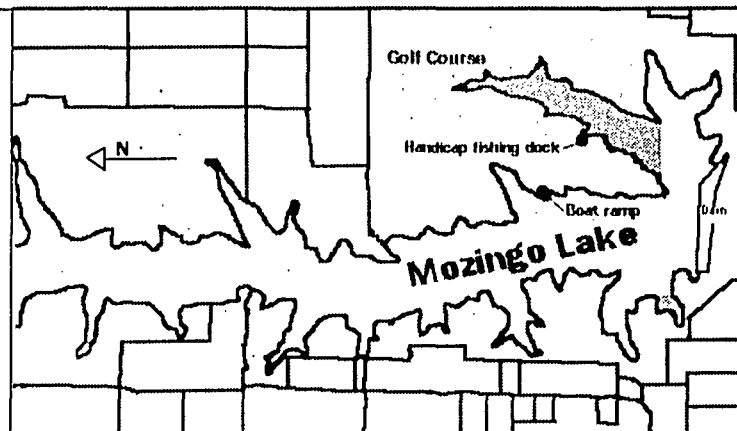 Golf Course
N
Handicap fishing dock
Boat ramp
Dam
Mozingo Lake